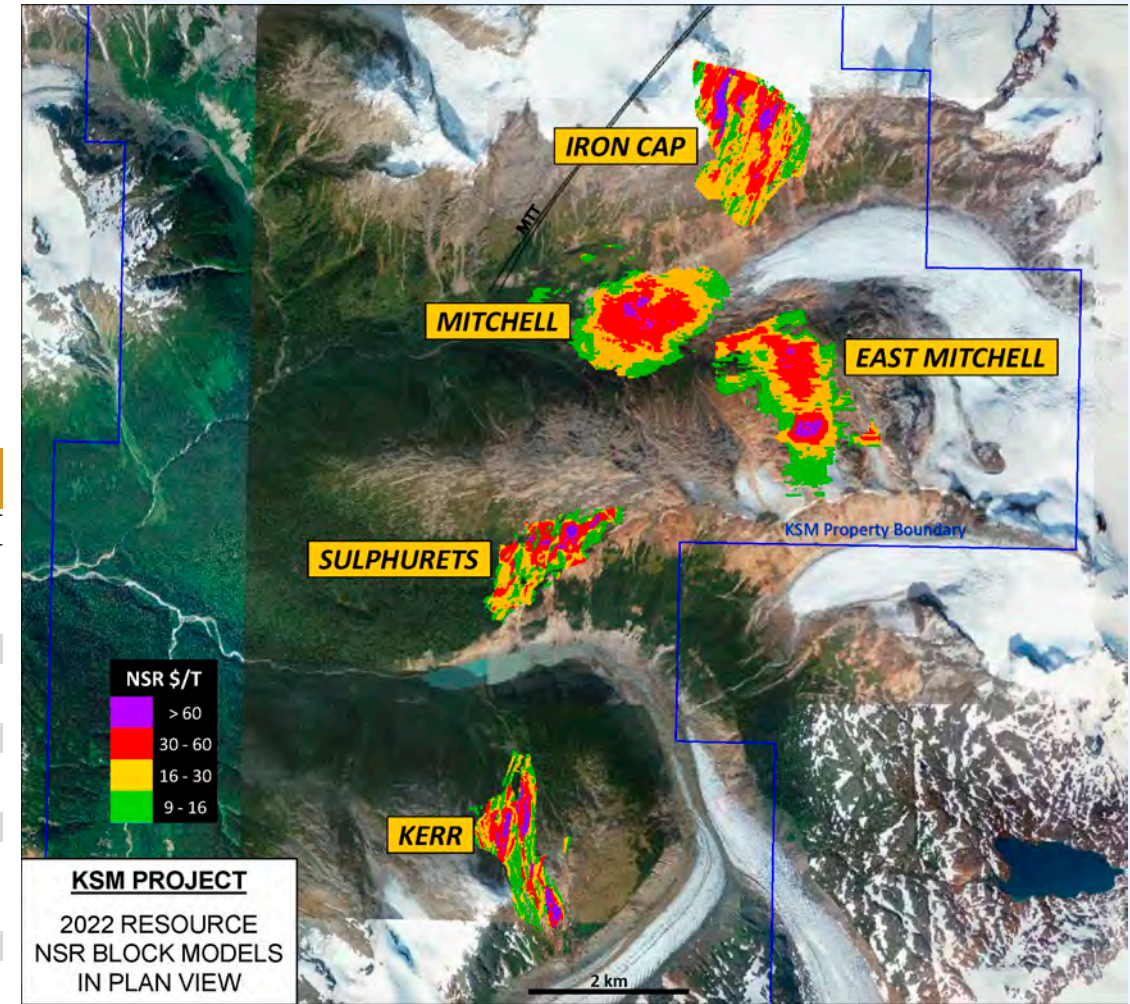 IRON CAP
MTT
MITCHELL
EAST MITCHELL
KSM Property Boundary
SULPHURETS
NSR $/T
> 60
30 - 60
16 - 30
9 - 16
KERR
KSM PROJECT
2022 RESOURCE
NSR BLOCK MODELS
IN PLAN VIEW
2 km